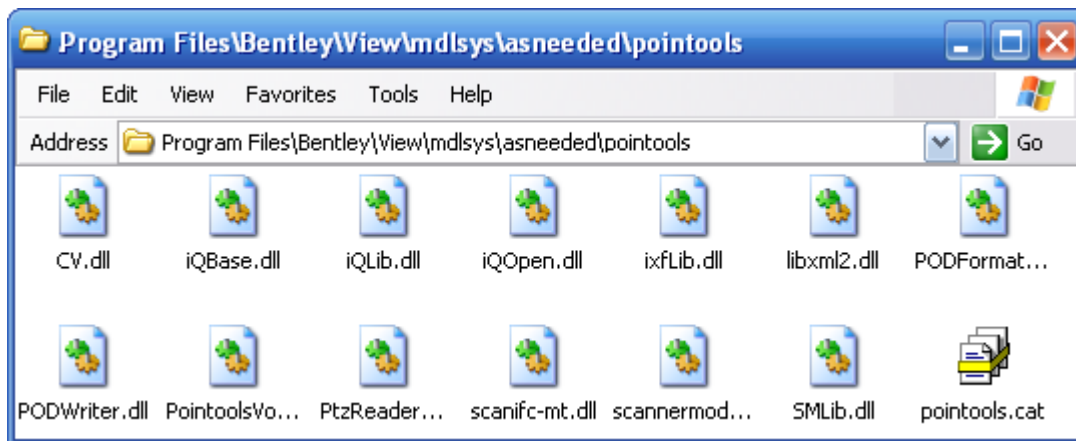 Program Files\Bentley\View\mdlsys\asneeded\pointools
File Edit View Favorites Tools Help
Address Program Files\Bentley\View\mdlsys\asneeded\pointools Go
CV.dll iQBase.dll iQLib.dll iQOpen.dll ixfLib.dll libxml2.dll PODFormat...
PODWriter.dll PointoolsVo... PtzReader... scanifc-mt.dll scannermod... SMLib.dll pointools.cat